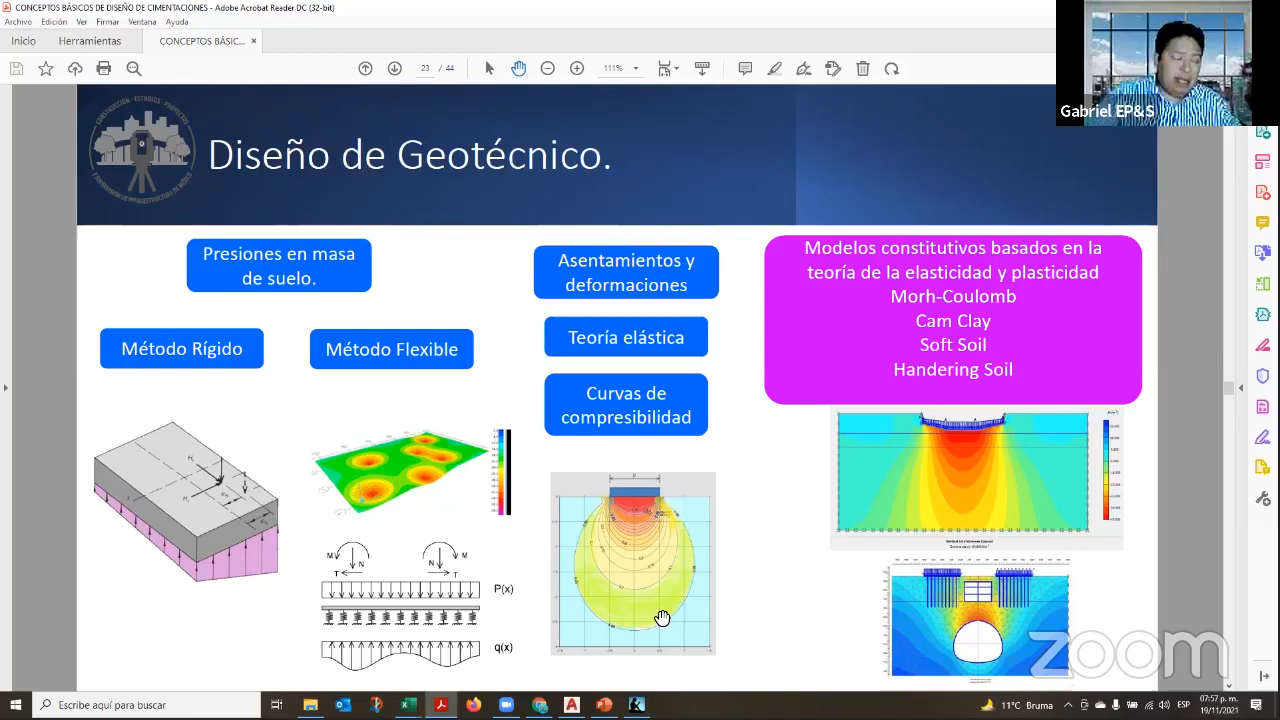 CONCEPTOS BÁSICOS DE DISEÑO DE CIMENTACIONES - Adobe Acrobat Reader DC (32-bit)
Archivo Edición Ver Firmar Ventana Ayuda
Inicio Herramientas CONCEPTOS BÁSIC... ×
23 / 44 111%
Gabriel EP&S
Diseño de Geotécnico.
Presiones en masa
de suelo.
Método Rígido
Método Flexible
Asentamientos y
deformaciones
Teoría elástica
Curvas de
compresibilidad
Modelos constitutivos basados en la
teoría de la elasticidad y plasticidad
Morh-Coulomb
Cam Clay
Soft Soil
Handering Soil
M N M
T T
P(x)
q(x)
zoom
Escribe aquí para buscar
11°C Bruma
ESP
07:57 p. m.
19/11/2021